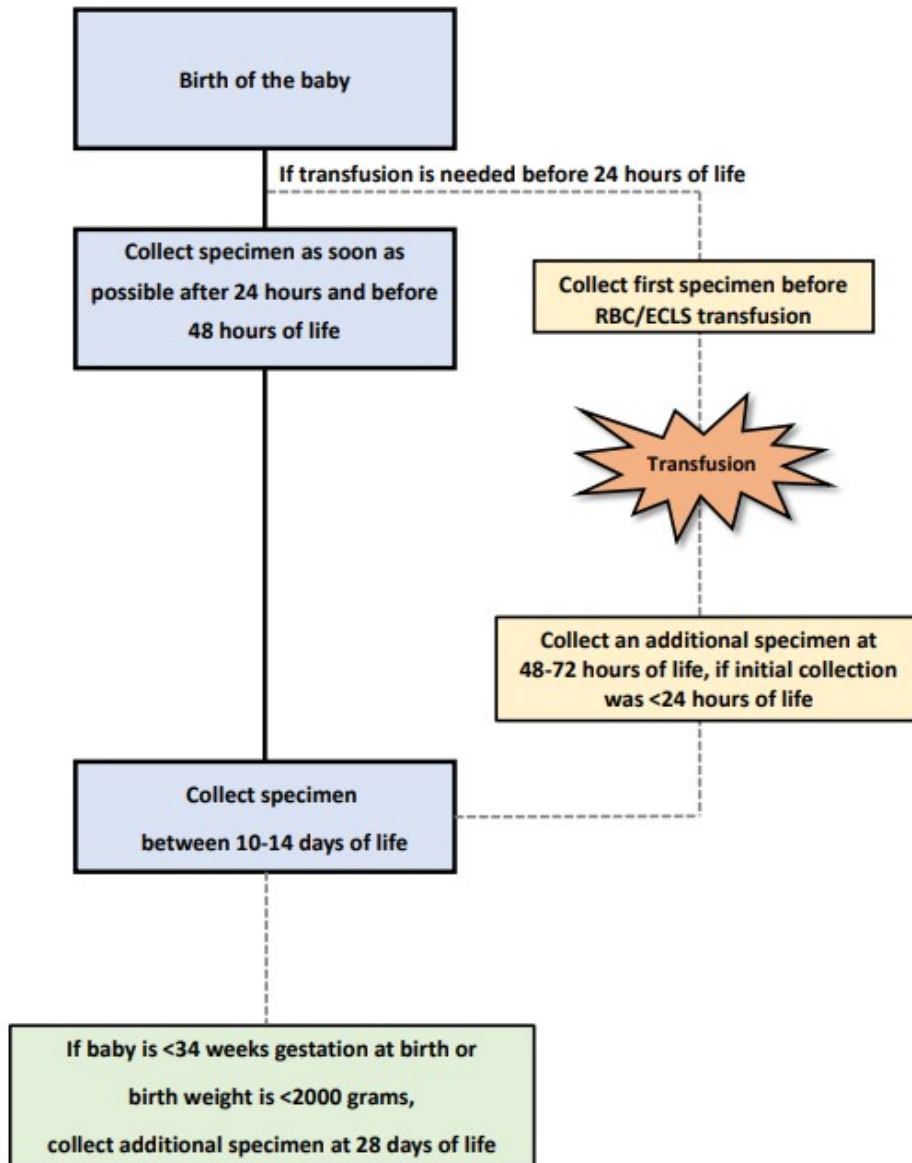 Birth of the baby
If transfusion is needed before 24 hours of life
Collect specimen as soon as
possible after 24 hours and before
48 hours of life
Collect first specimen before
RBC/ECLS transfusion
Transfusion
Collect an additional specimen at
48-72 hours of life, if initial collection
was <24 hours of life
Collect specimen
between 10-14 days of life
If baby is <34 weeks gestation at birth or
birth weight is <2000 grams,
collect additional specimen at 28 days of life